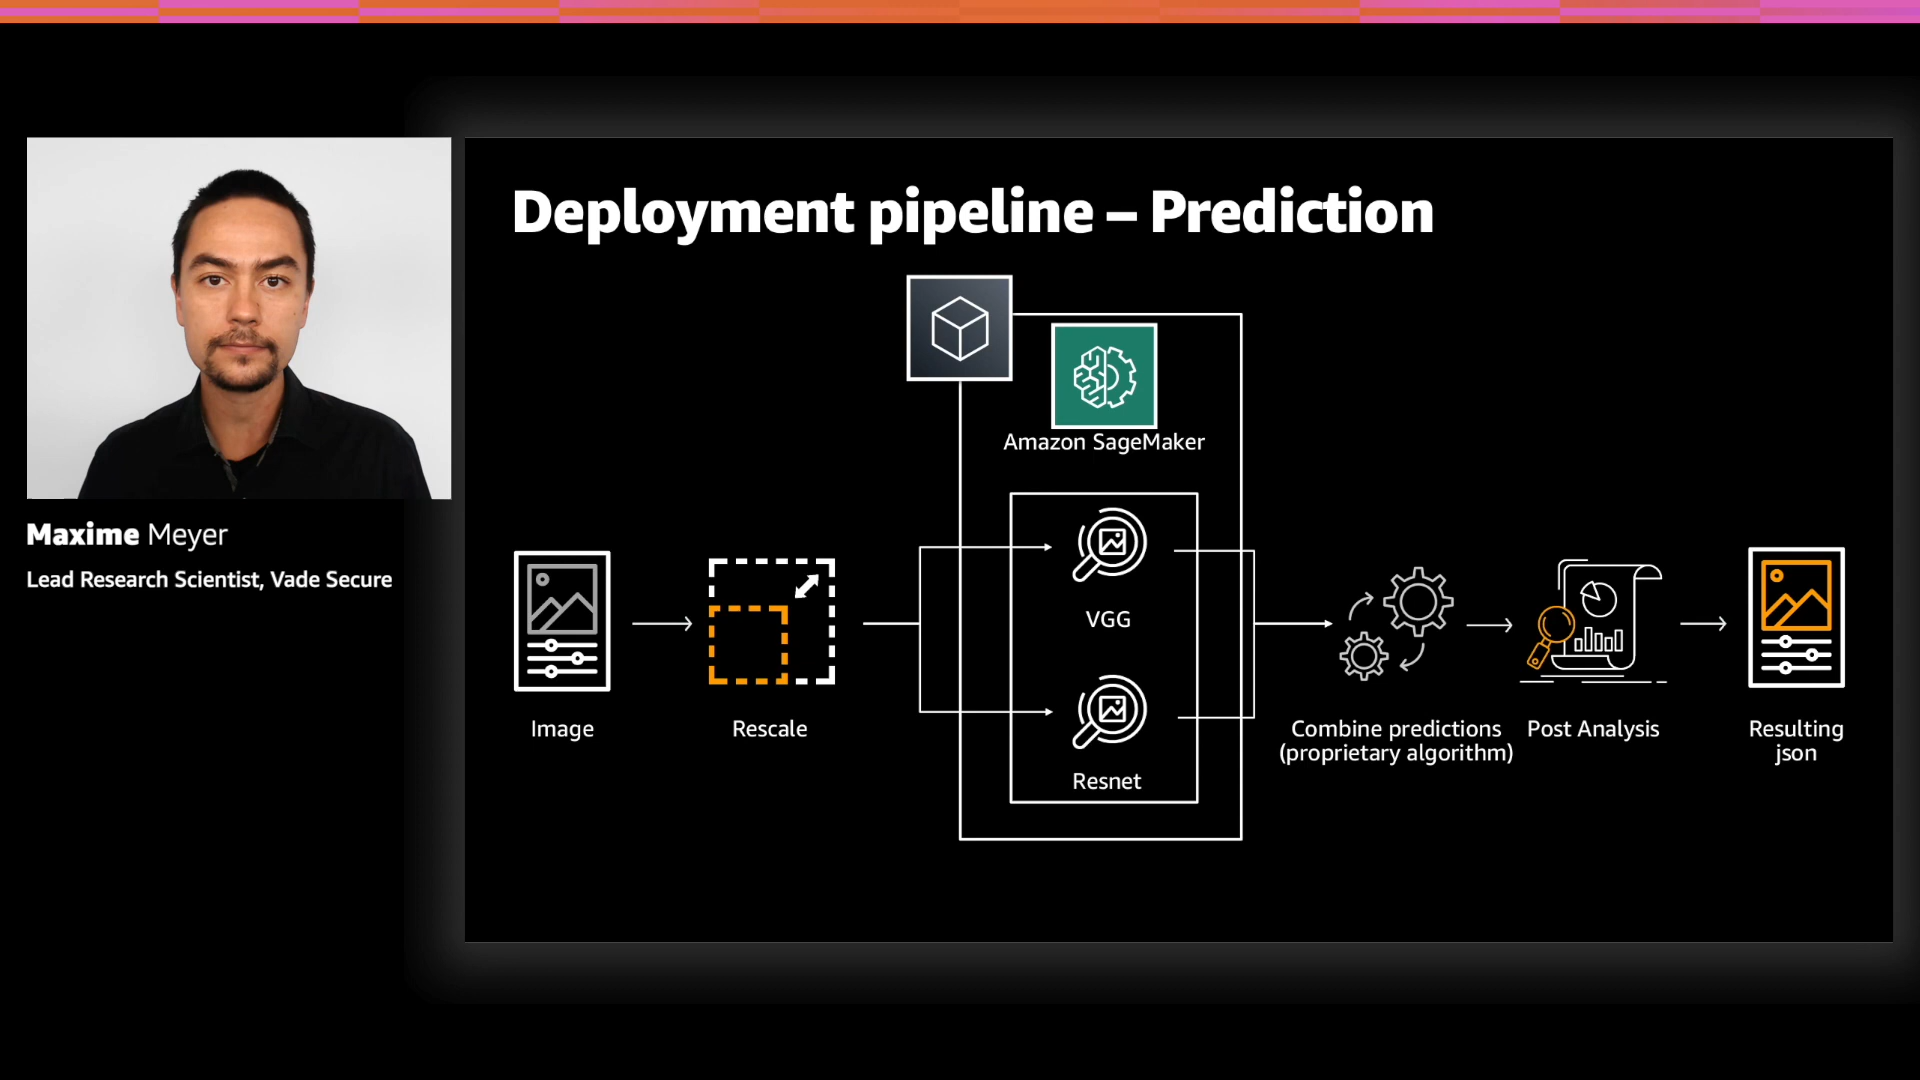 Deployment pipeline – Prediction
Amazon SageMaker
Maxime Meyer
Lead Research Scientist, Vade Secure
VGG
Resnet
Image
Rescale
Combine predictions
(proprietary algorithm)
Post Analysis
Resulting
json